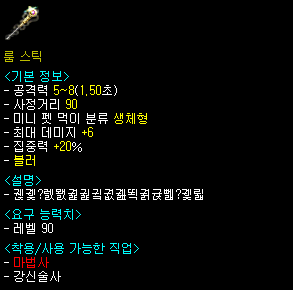 룸 스틱
<기본 정보>
- 공격력 5~8(1.50초)
- 사정거리 90
- 미니 펫 먹이 분류 생체형
- 최대 데미지 +6
- 집중력 +20%
- 블러
<설명>
<요구 능력치>
- 레벨 90
<착용/사용 가능한 직업>
- 마법사
- 강신술사